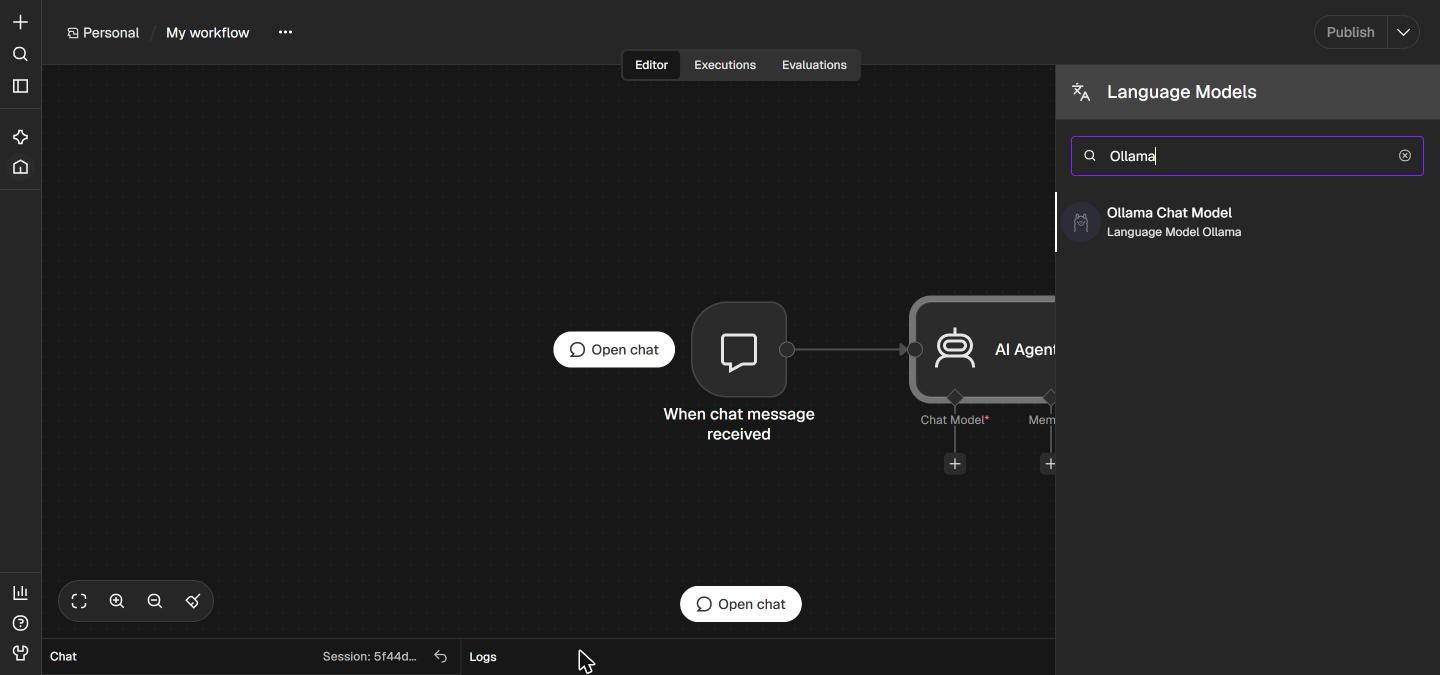 Personal / My workflow
Publish
Editor
Executions
Evaluations
Language Models
Ollama
Ollama Chat Model
Language Model Ollama
Open chat
AI Agent
When chat message
received
Chat Model*
Mem
Open chat
Chat
Session: 5f44d...
Logs